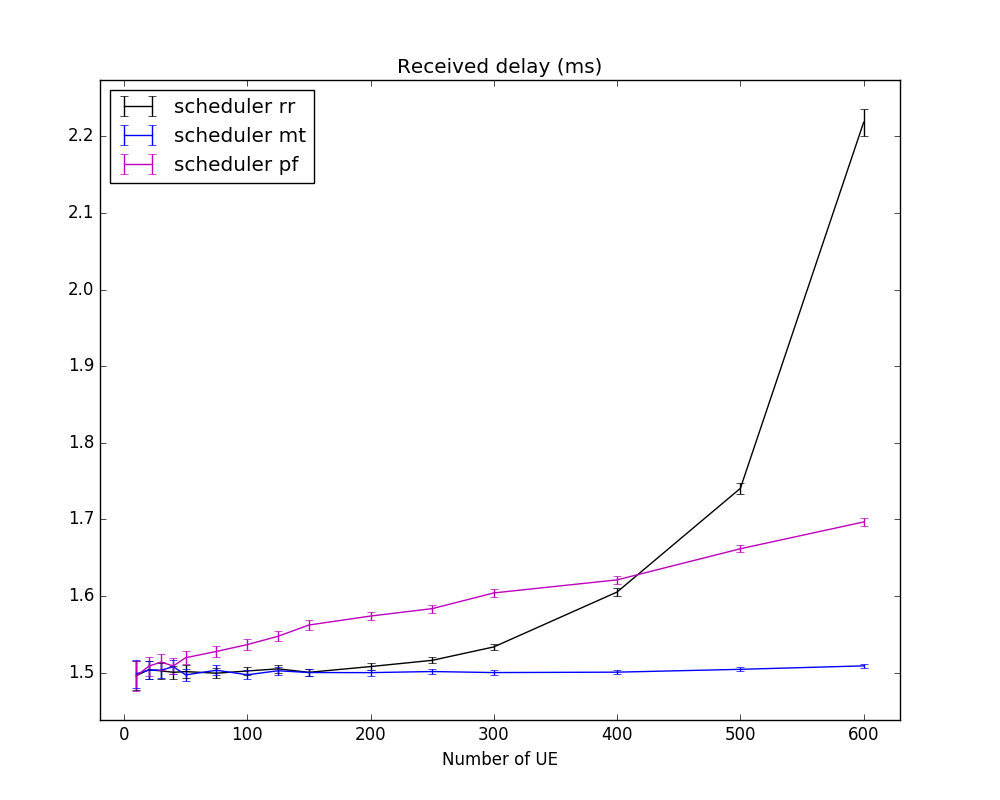 Received delay (ms)
scheduler rr
scheduler mt
scheduler pf
2.2
2.1
2.0
1.9
1.8
1.7
1.6
1.5
0 100 200 300 400 500 600
Number of UE